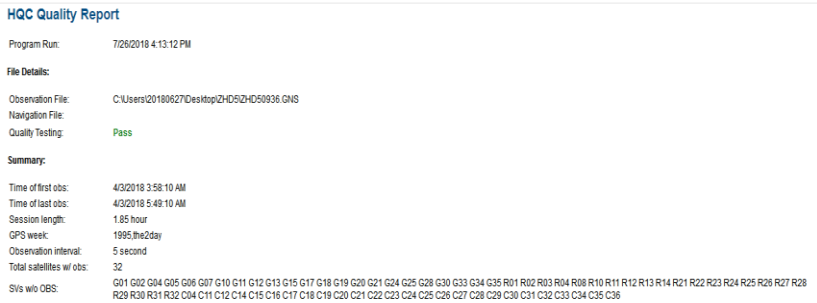 HQC Quality Report
Program Run: 7/26/2018 4:13:12 PM
File Details:
Observation File: C:\Users\20180627\Desktop\ZHD5\ZHD50936.GNS
Navigation File:
Quality Testing: Pass
Summary:
Time of first obs: 4/3/2018 3:58:10 AM
Time of last obs: 4/3/2018 5:49:10 AM
Session length: 1.85 hour
GPS week: 1995,the2day
Observation interval: 5 second
Total satellites w/ obs: 32
SVs w/o OBS: G01 G02 G04 G05 G06 G07 G10 G11 G12 G13 G15 G17 G18 G19 G20 G21 G24 G25 G28 G30 G33 G34 G35 R01 R02 R03 R04 R08 R10 R11 R12 R13 R14 R21 R22 R23 R24 R25 R26 R27 R28
R29 R30 R31 R32 C04 C11 C12 C14 C15 C16 C17 C18 C19 C20 C21 C22 C23 C24 C25 C26 C27 C28 C29 C30 C31 C32 C33 C34 C35 C36